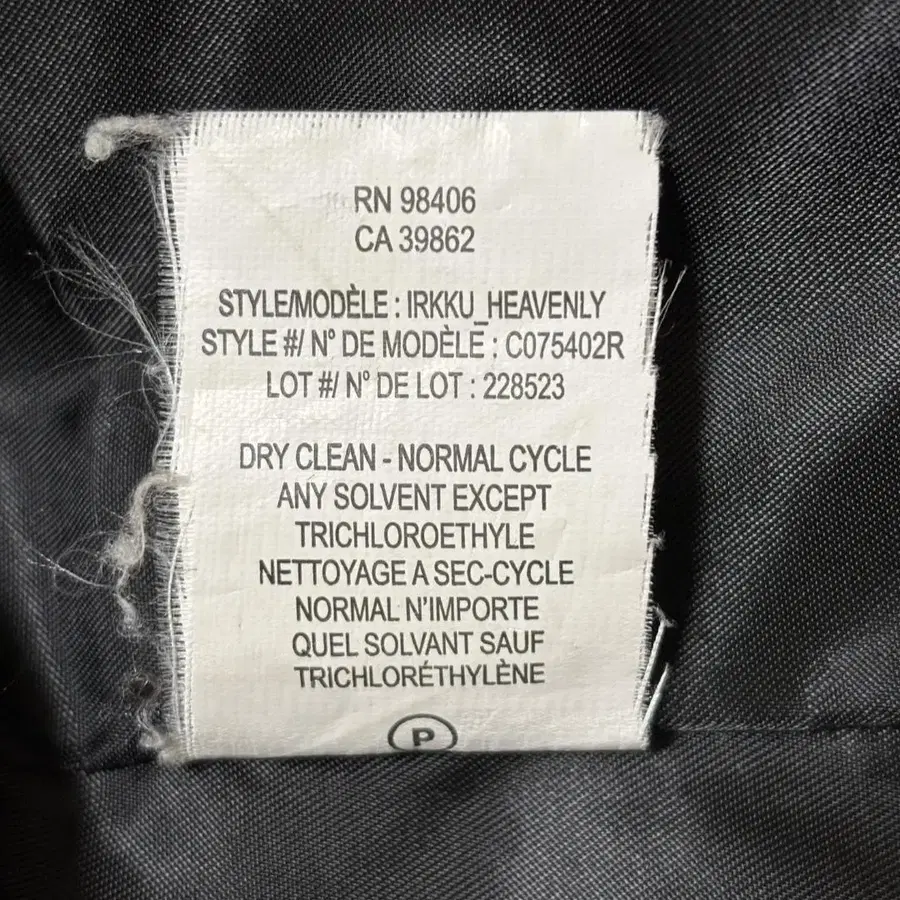 RN 98406
CA 39862
STYLE/MODÈLE : IRKKU_HEAVENLY
STYLE #/ N° DE MODÈLE : C075402R
LOT #/ N° DE LOT : 228523
DRY CLEAN - NORMAL CYCLE
ANY SOLVENT EXCEPT
TRICHLOROETHYLE
NETTOYAGE A SEC-CYCLE
NORMAL N'IMPORTE
QUEL SOLVANT SAUF
TRICHLORÉTHYLÈNE
P